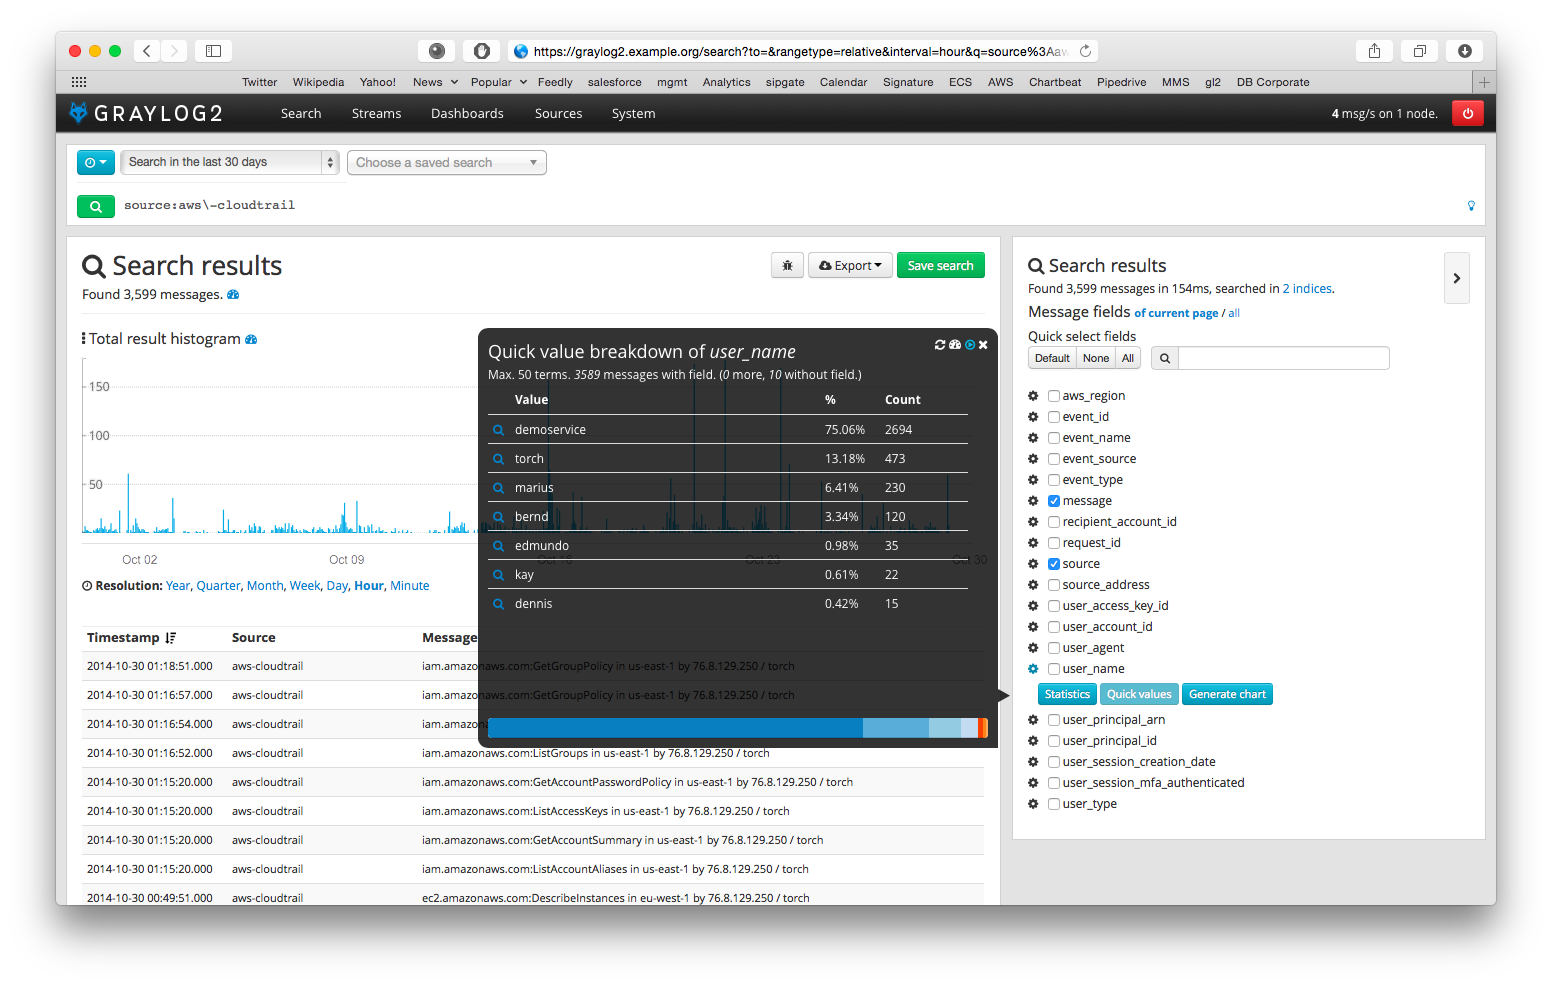 https://graylog2.example.org/search?to=&rangetype=relative&interval=hour&q=source%3Aaw
Twitter Wikipedia Yahoo! News Popular Feedly salesforce mgmt Analytics sipgate Calendar Signature ECS AWS Chartbeat Pipedrive MMS gl2 DB Corporate
GRAYLOG2 Search Streams Dashboards Sources System 4 msg/s on 1 node.
Search in the last 30 days Choose a saved search
source:aws\-cloudtrail
Search results
Export Save search
Found 3,599 messages.
Total result histogram
150
100
50
Oct 02 Oct 09 Oct 16 Oct 23 Oct 30
Resolution: Year, Quarter, Month, Week, Day, Hour, Minute
Timestamp Source Message
2014-10-30 01:18:51.000 aws-cloudtrail iam.amazonaws.com:GetGroupPolicy in us-east-1 by 76.8.129.250 / torch
2014-10-30 01:16:57.000 aws-cloudtrail iam.amazonaws.com:GetGroupPolicy in us-east-1 by 76.8.129.250 / torch
2014-10-30 01:16:54.000 aws-cloudtrail iam.amazonaws
2014-10-30 01:16:52.000 aws-cloudtrail iam.amazonaws.com:ListGroups in us-east-1 by 76.8.129.250 / torch
2014-10-30 01:15:20.000 aws-cloudtrail iam.amazonaws.com:GetAccountPasswordPolicy in us-east-1 by 76.8.129.250 / torch
2014-10-30 01:15:20.000 aws-cloudtrail iam.amazonaws.com:ListAccessKeys in us-east-1 by 76.8.129.250 / torch
2014-10-30 01:15:20.000 aws-cloudtrail iam.amazonaws.com:GetAccountSummary in us-east-1 by 76.8.129.250 / torch
2014-10-30 01:15:20.000 aws-cloudtrail iam.amazonaws.com:ListAccountAliases in us-east-1 by 76.8.129.250 / torch
2014-10-30 00:49:51.000 aws-cloudtrail ec2.amazonaws.com:DescribeInstances in eu-west-1 by 76.8.129.250 / torch
Quick value breakdown of user_name
Max. 50 terms. 3589 messages with field. (0 more, 10 without field.)
Value % Count
demoservice 75.06% 2694
torch 13.18% 473
marius 6.41% 230
bernd 3.34% 120
edmundo 0.98% 35
kay 0.61% 22
dennis 0.42% 15
Search results
Found 3,599 messages in 154ms, searched in 2 indices.
Message fields of current page / all
Quick select fields
Default None All
aws_region
event_id
event_name
event_source
event_type
message
recipient_account_id
request_id
source
source_address
user_access_key_id
user_account_id
user_agent
user_name
Statistics Quick values Generate chart
user_principal_arn
user_principal_id
user_session_creation_date
user_session_mfa_authenticated
user_type